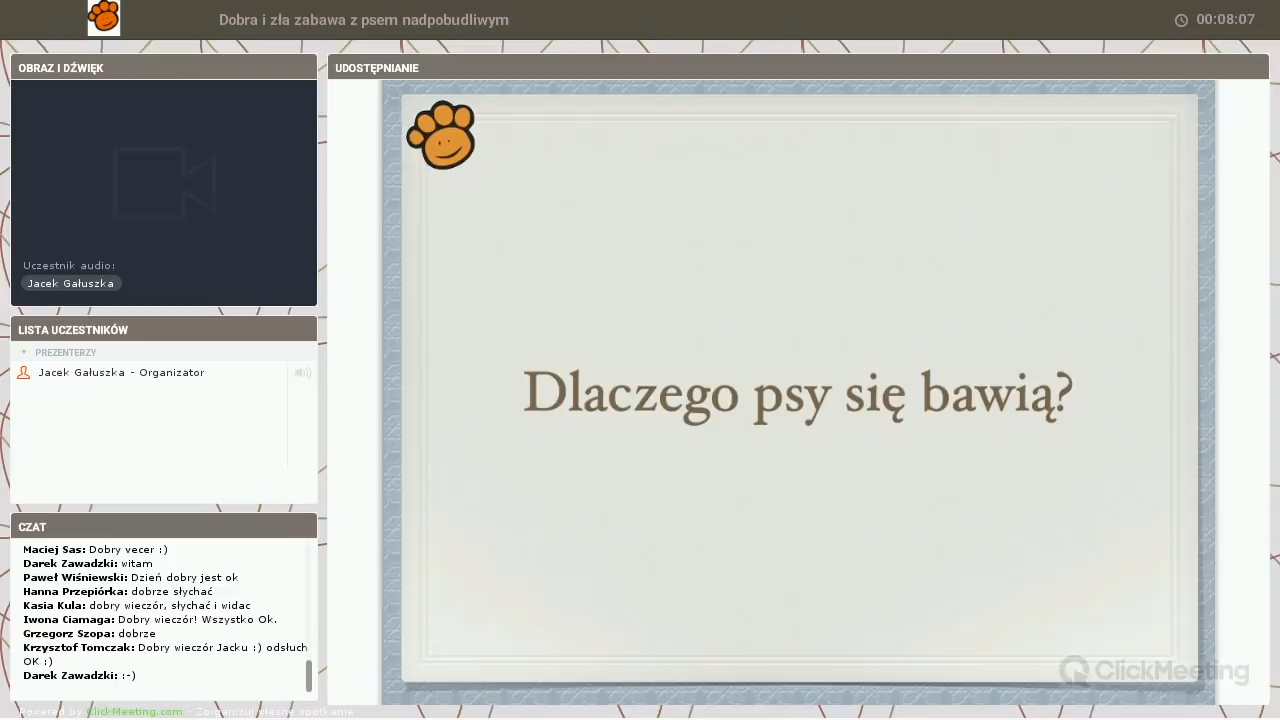 Dobra i zła zabawa z psem nadpobudliwym
00:08:07
OBRAZ I DŹWIĘK
Uczestnik audio:
Jacek Gałuszka
LISTA UCZESTNIKÓW
PREZENTERZY
Jacek Gałuszka - Organizator
CZAT
Maciej Sas: Dobry vecer :)
Darek Zawadzki: witam
Paweł Wiśniewski: Dzień dobry jest ok
Hanna Przepiórka: dobrze słychać
Kasia Kula: dobry wieczór, słychać i widac
Iwona Ciamaga: Dobry wieczór! Wszystko Ok.
Grzegorz Szopa: dobrze
Krzysztof Tomczak: Dobry wieczór Jacku :) odsłuch
OK :)
Darek Zawadzki: :-)
Powered by ClickMeeting.com - Zorganizuj własne spotkanie
UDOSTĘPNIANIE
Dlaczego psy się bawią?
ClickMeeting